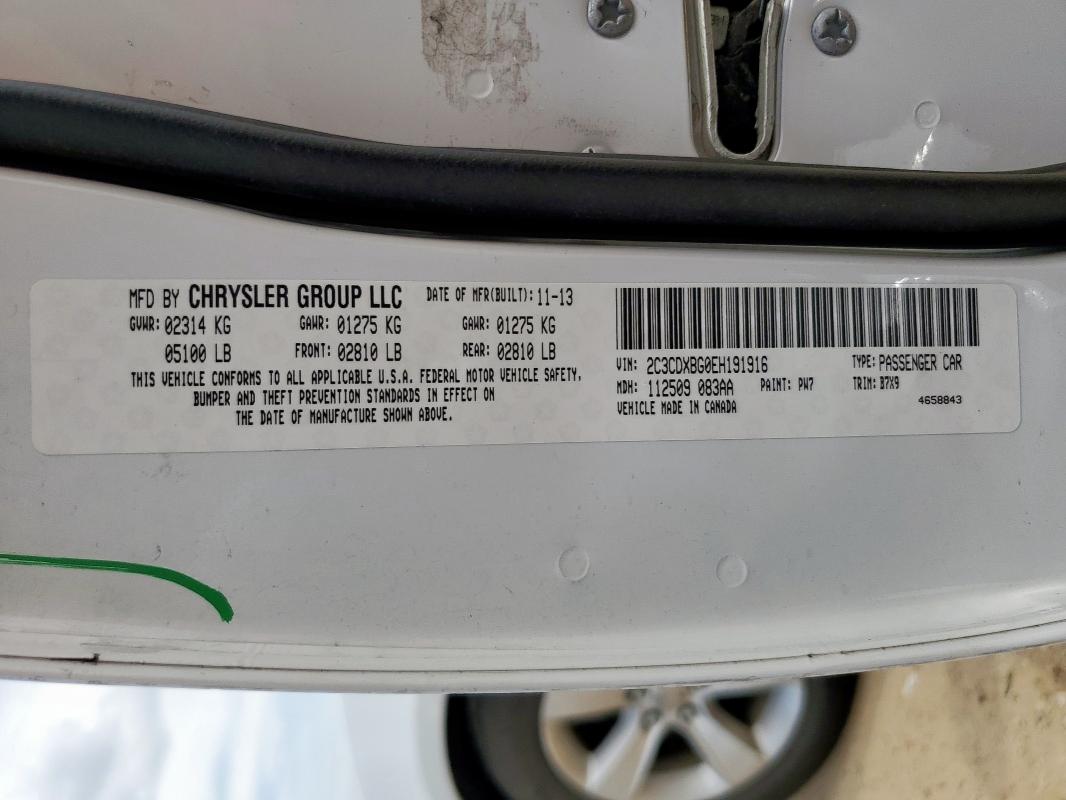 MFD BY CHRYSLER GROUP LLC DATE OF MFR(BUILT): 11-13
GVWR: 02314 KG GAWR: 01275 KG GAWR: 01275 KG
05100 LB FRONT: 02810 LB REAR: 02810 LB
THIS VEHICLE CONFORMS TO ALL APPLICABLE U.S.A. FEDERAL MOTOR VEHICLE SAFETY,
BUMPER AND THEFT PREVENTION STANDARDS IN EFFECT ON
THE DATE OF MANUFACTURE SHOWN ABOVE.
VIN: 2C3CDXBG0EH191916 TYPE: PASSENGER CAR
MDH: 112509 083AA PAINT: PW7 TRIM: B7X9
VEHICLE MADE IN CANADA 4658843